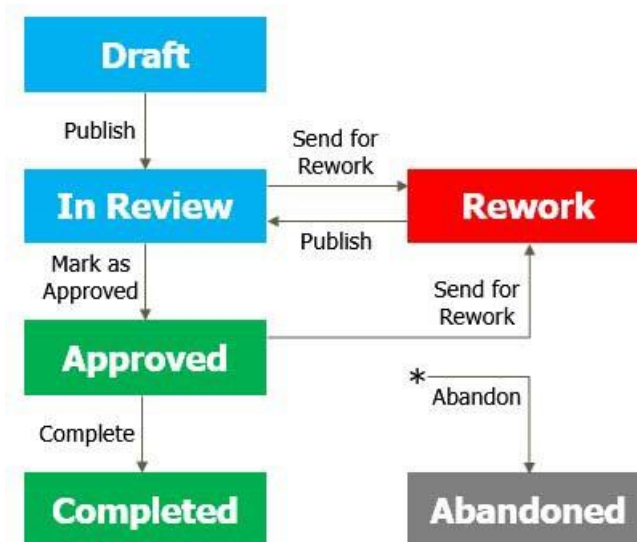 Draft
Publish
Send for
Rework
In Review
Rework
Publish
Mark as
Approved
Send for
Rework
Approved
*
Abandon
Complete
Completed
Abandoned